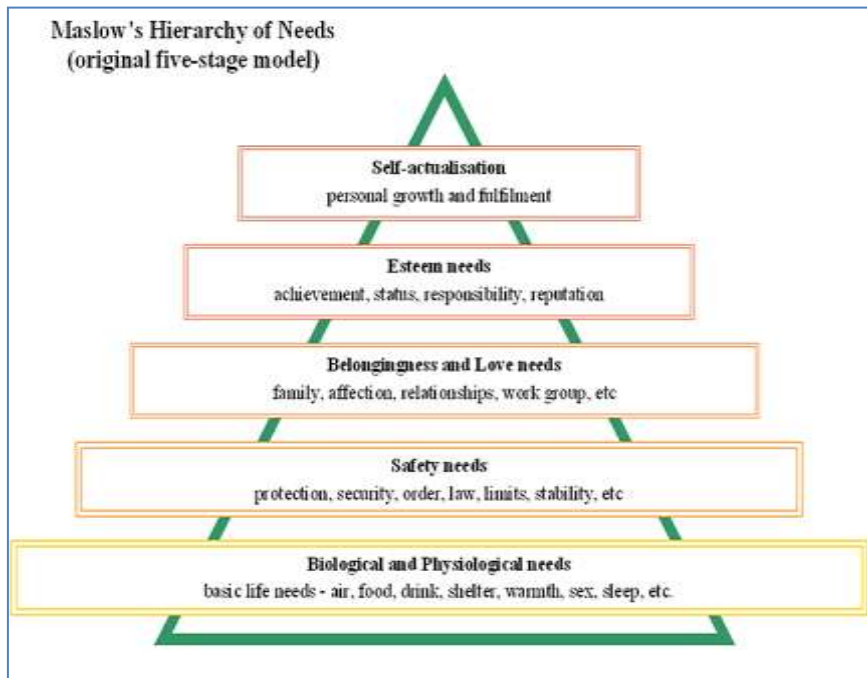 Maslow's Hierarchy of Needs
(original five-stage model)
Self-actualisation
personal growth and fulfilment
Esteem needs
achievement, status, responsibility, reputation
Belongingness and Love needs
family, affection, relationships, work group, etc
Safety needs
protection, security, order, law, limits, stability, etc
Biological and Physiological needs
basic life needs - air, food, drink, shelter, warmth, sex, sleep, etc.